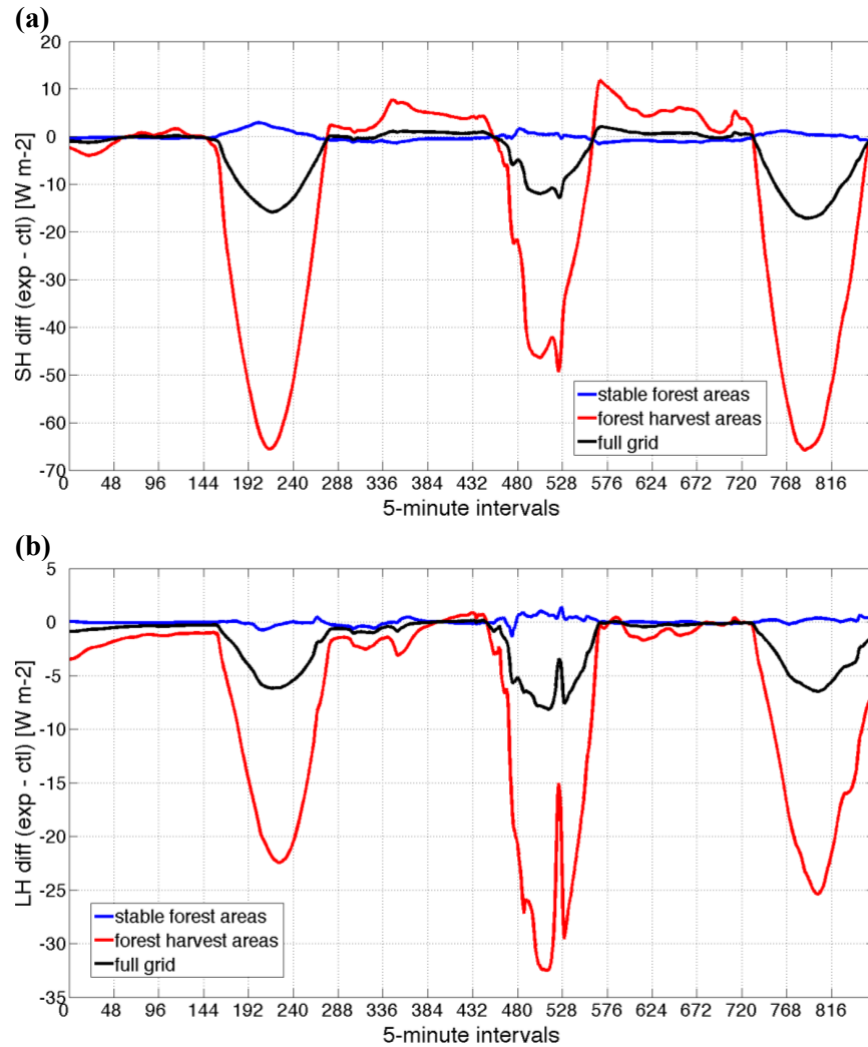 (a)
20
10
0
-10
-20
-30
-40
-50
-60
-70
SH diff (exp - ctl) [W m-2]
stable forest areas
forest harvest areas
full grid
0 48 96 144 192 240 288 336 384 432 480 528 576 624 672 720 768 816
5-minute intervals
(b)
5
0
-5
-10
-15
-20
-25
-30
-35
LH diff (exp - ctl) [W m-2]
stable forest areas
forest harvest areas
full grid
0 48 96 144 192 240 288 336 384 432 480 528 576 624 672 720 768 816
5-minute intervals